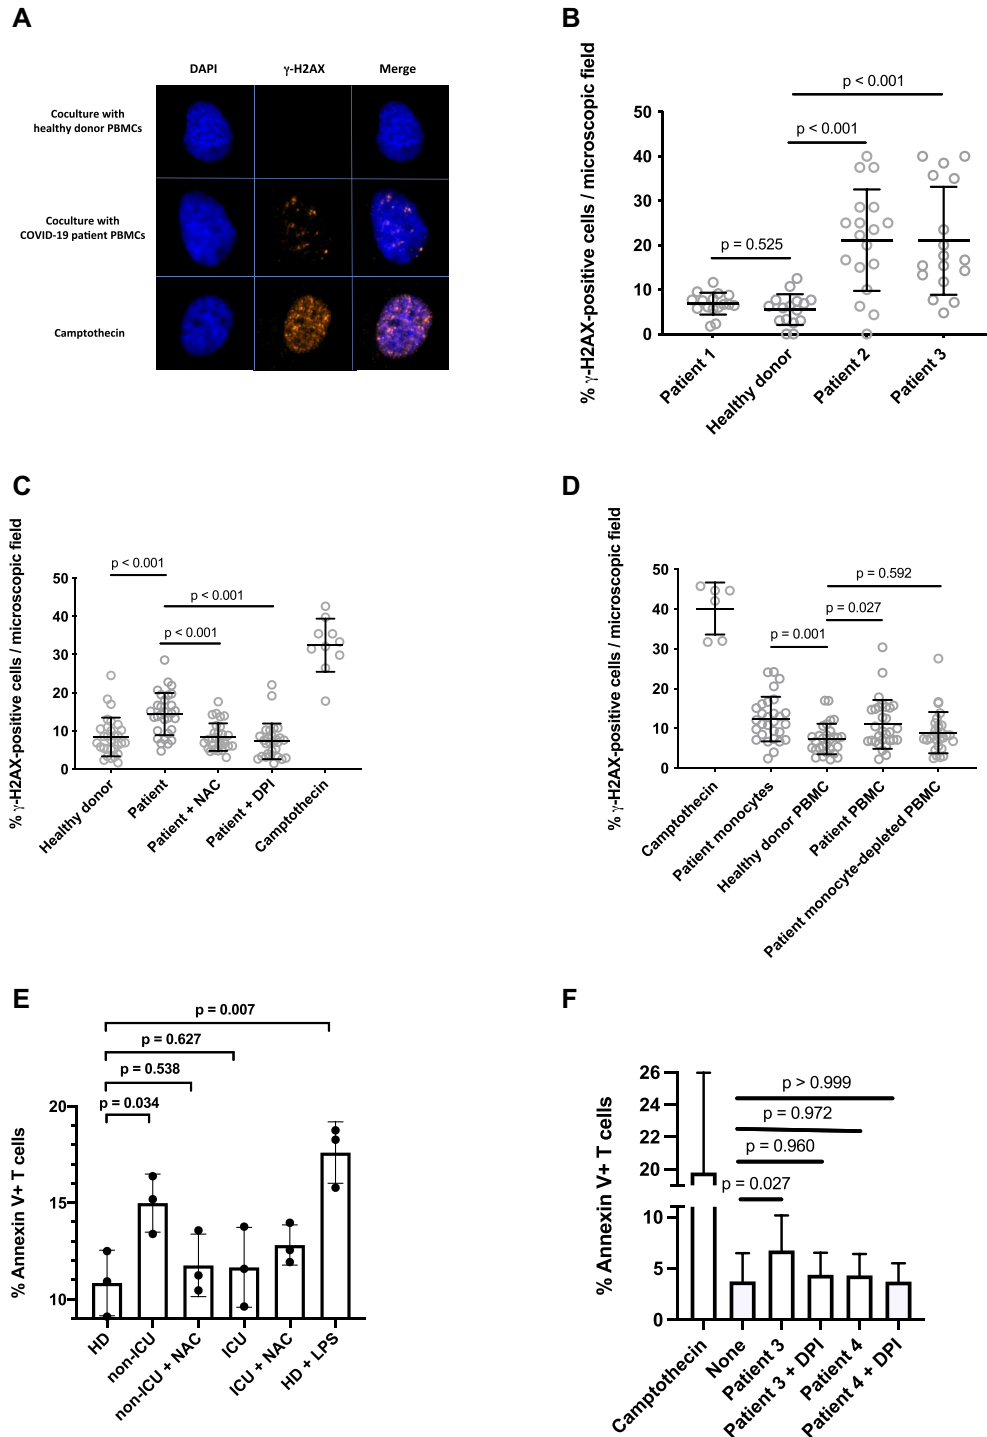 A
DAPI
γ-H2AX
Merge
Coculture with
healthy donor PBMCs
Coculture with
COVID-19 patient PBMCs
Camptothecin
B
% γ-H2AX-positive cells / microscopic field
p < 0.001
p < 0.001
p = 0.525
50
40
30
20
10
0
Patient 1
Healthy donor
Patient 2
Patient 3
C
% γ-H2AX-positive cells / microscopic field
p < 0.001
p < 0.001
p < 0.001
50
40
30
20
10
0
Healthy donor
Patient
Patient + NAC
Patient + DPI
Camptothecin
D
% γ-H2AX-positive cells / microscopic field
p = 0.592
p = 0.027
p = 0.001
50
40
30
20
10
0
Camptothecin
Patient monocytes
Healthy donor PBMC
Patient PBMC
Patient monocyte-depleted PBMC
E
% Annexin V+ T cells
p = 0.007
p = 0.627
p = 0.538
p = 0.034
20
15
10
HD
non-ICU
non-ICU + NAC
ICU
ICU + NAC
HD + LPS
F
% Annexin V+ T cells
p > 0.999
p = 0.972
p = 0.960
p = 0.027
26
24
22
20
10
5
0
Camptothecin
None
Patient 3
Patient 3 + DPI
Patient 4
Patient 4 + DPI